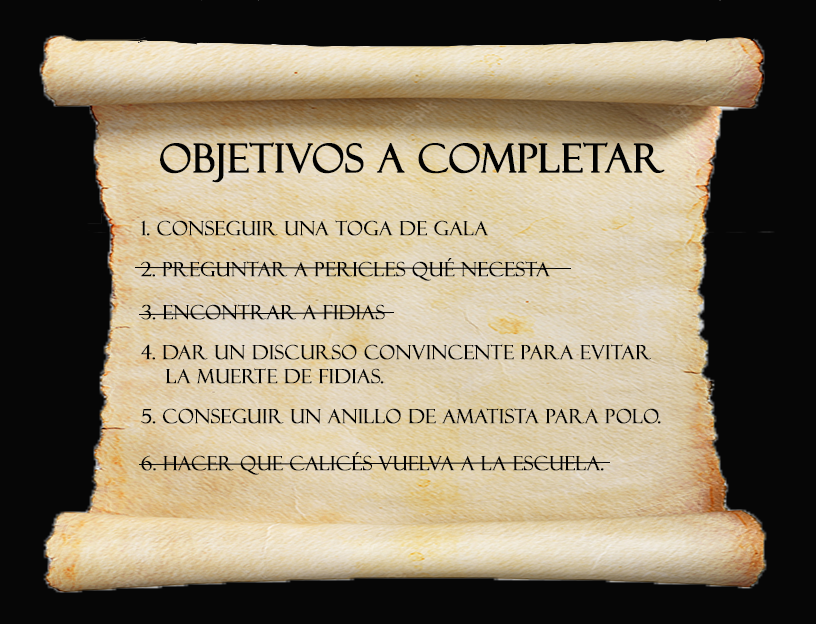 OBJETIVOS A COMPLETAR
1. CONSEGUIR UNA TOGA DE GALA
2. PREGUNTAR A PERICLES QUÉ NECESTA
3. ENCONTRAR A FIDIAS
4. DAR UN DISCURSO CONVINCENTE PARA EVITAR
LA MUERTE DE FIDIAS.
5. CONSEGUIR UN ANILLO DE AMATISTA PARA POLO.
6. HACER QUE CALICÉS VUELVA A LA ESCUELA.